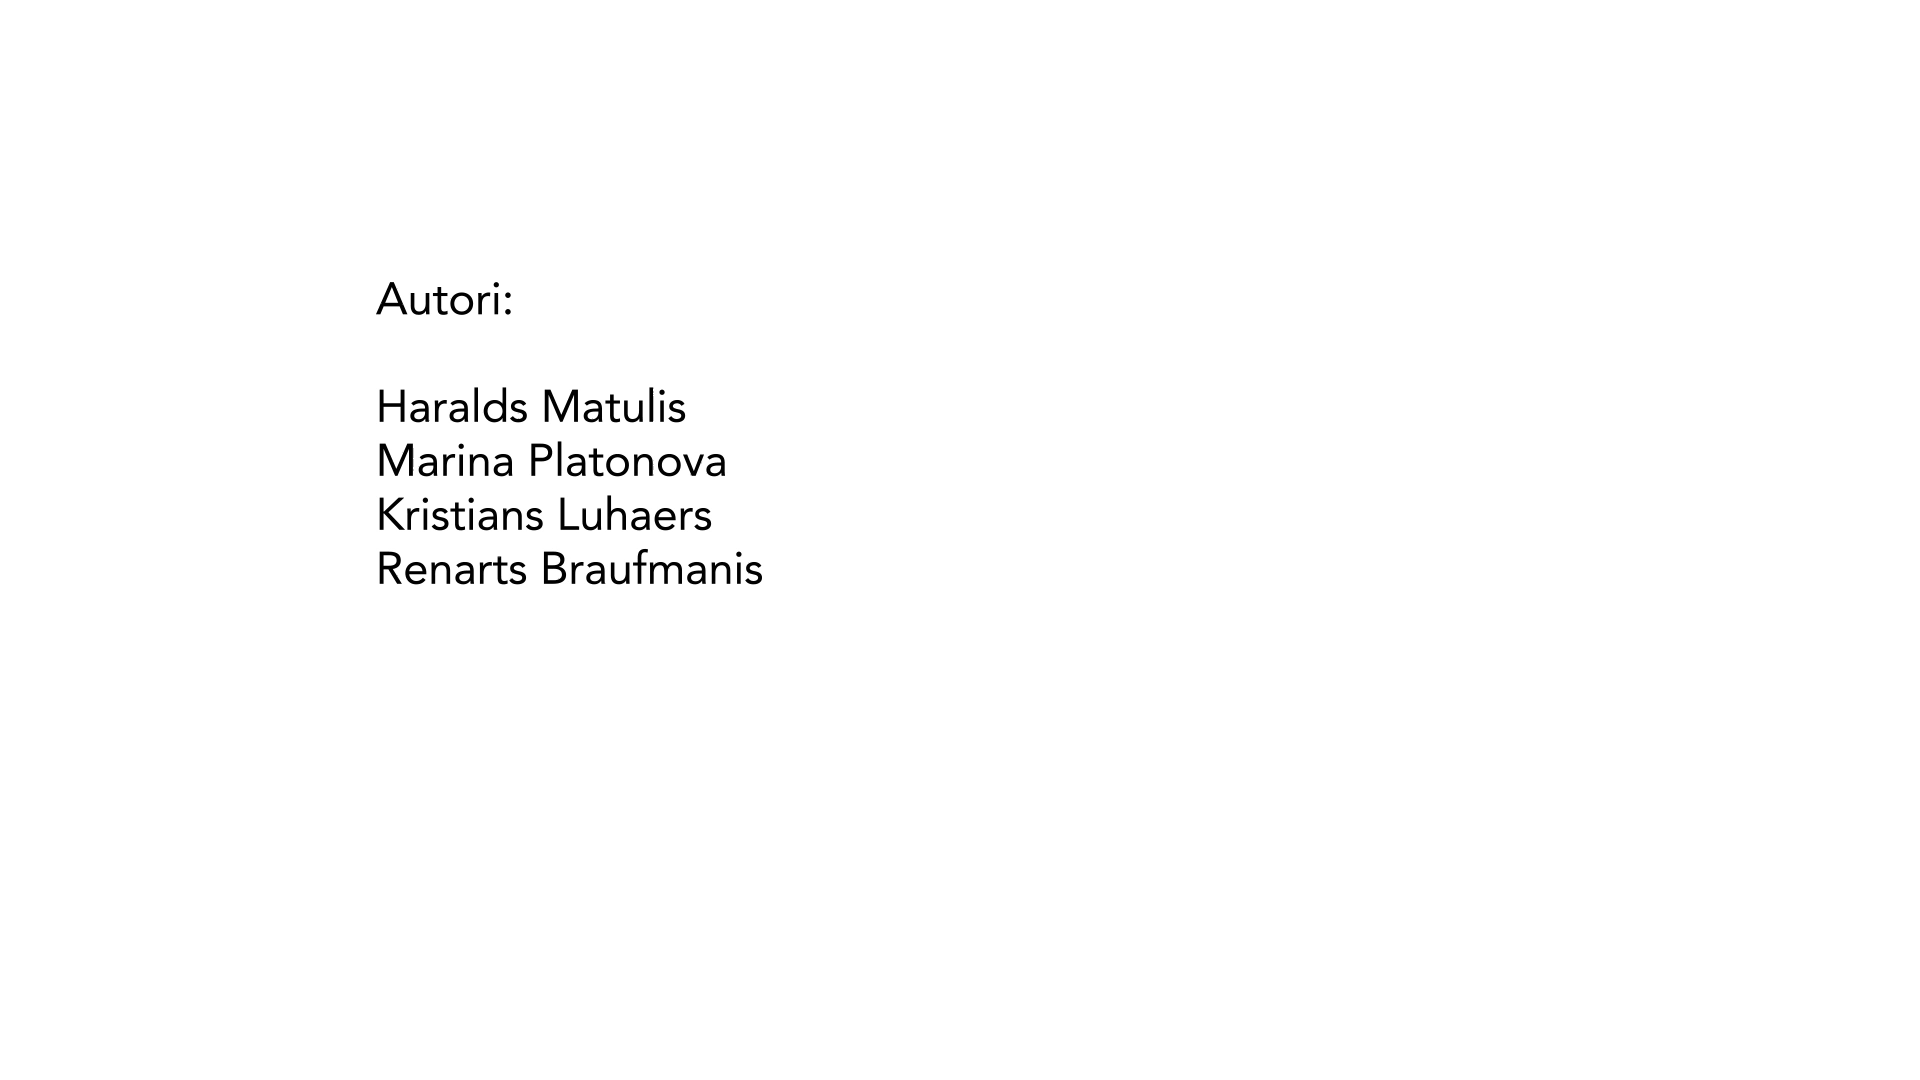 Autori:
Haralds Matulis
Marina Platonova
Kristians Luhaers
Renarts Braufmanis